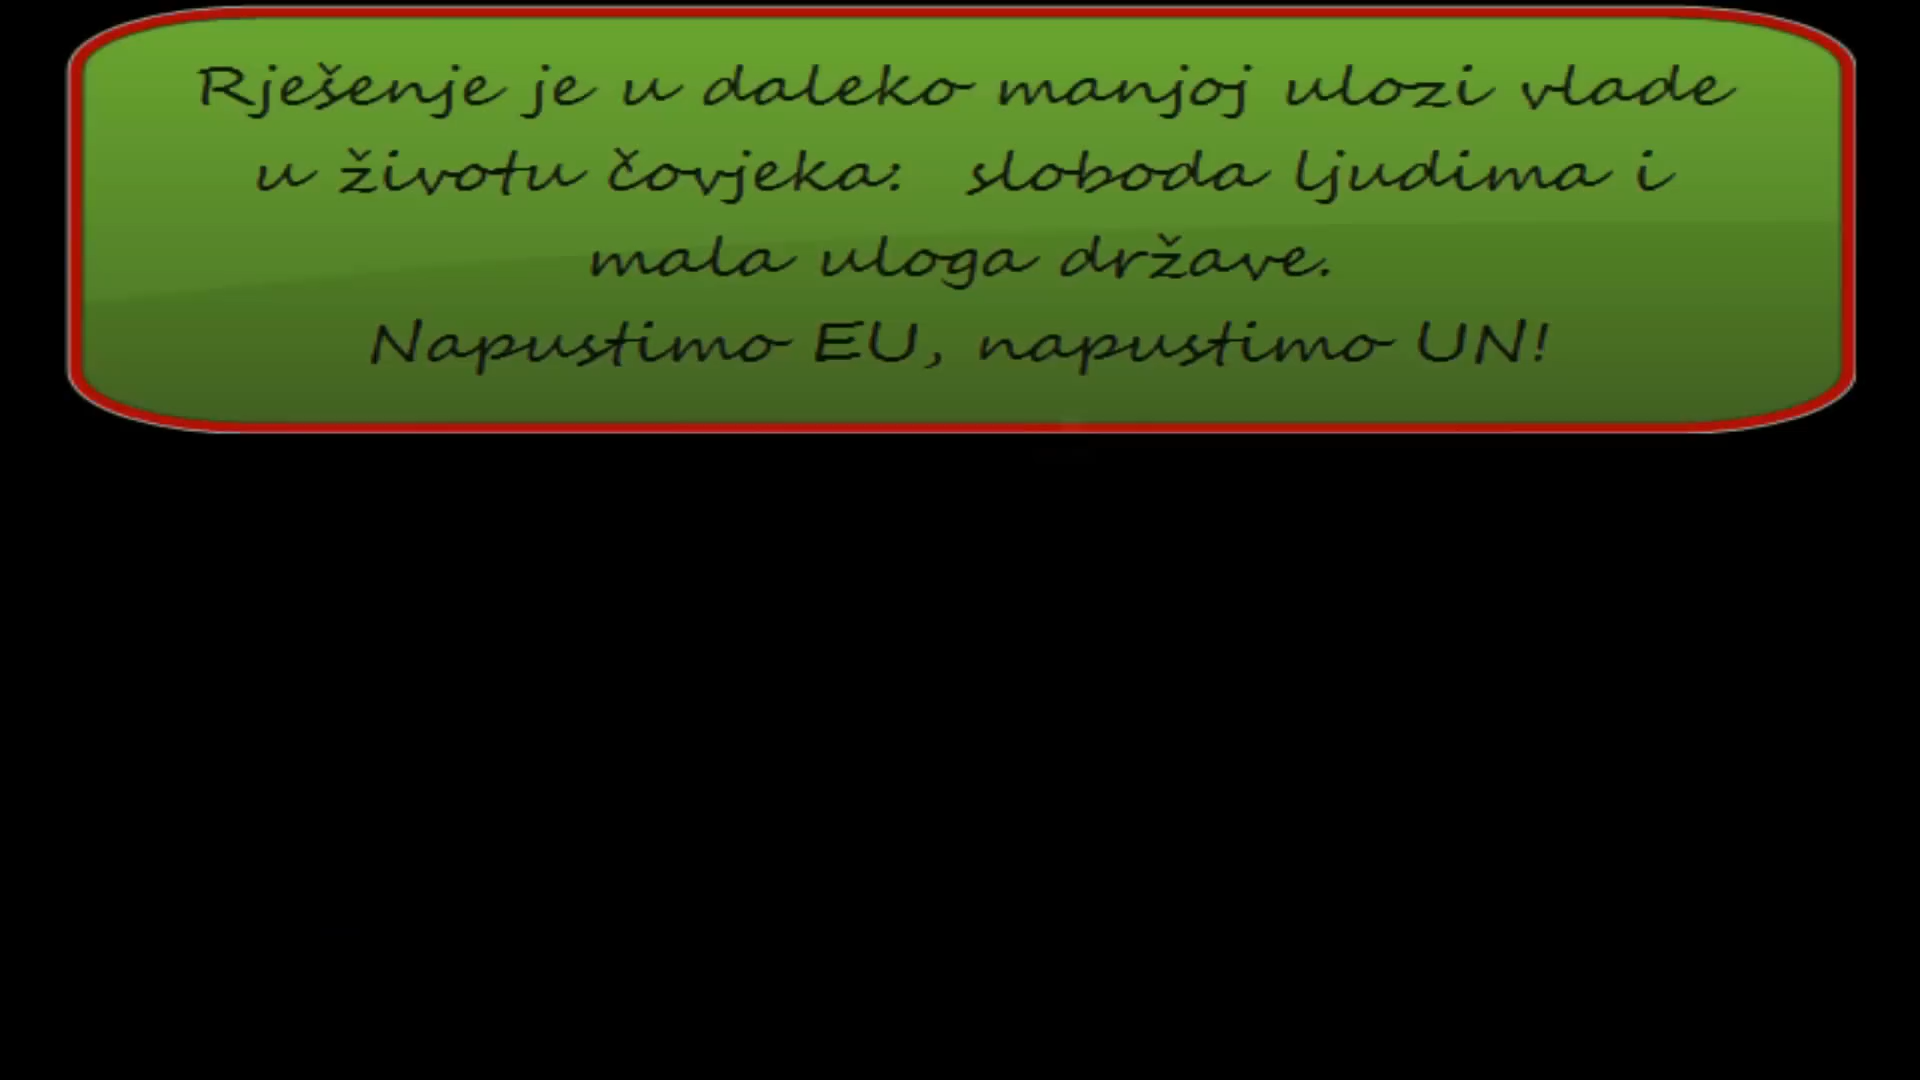 Rješenje je u daleko manjoj ulozi vlade
u životu čovjeka: sloboda ljudima i
mala uloga države.
Napustimo EU, napustimo UN!